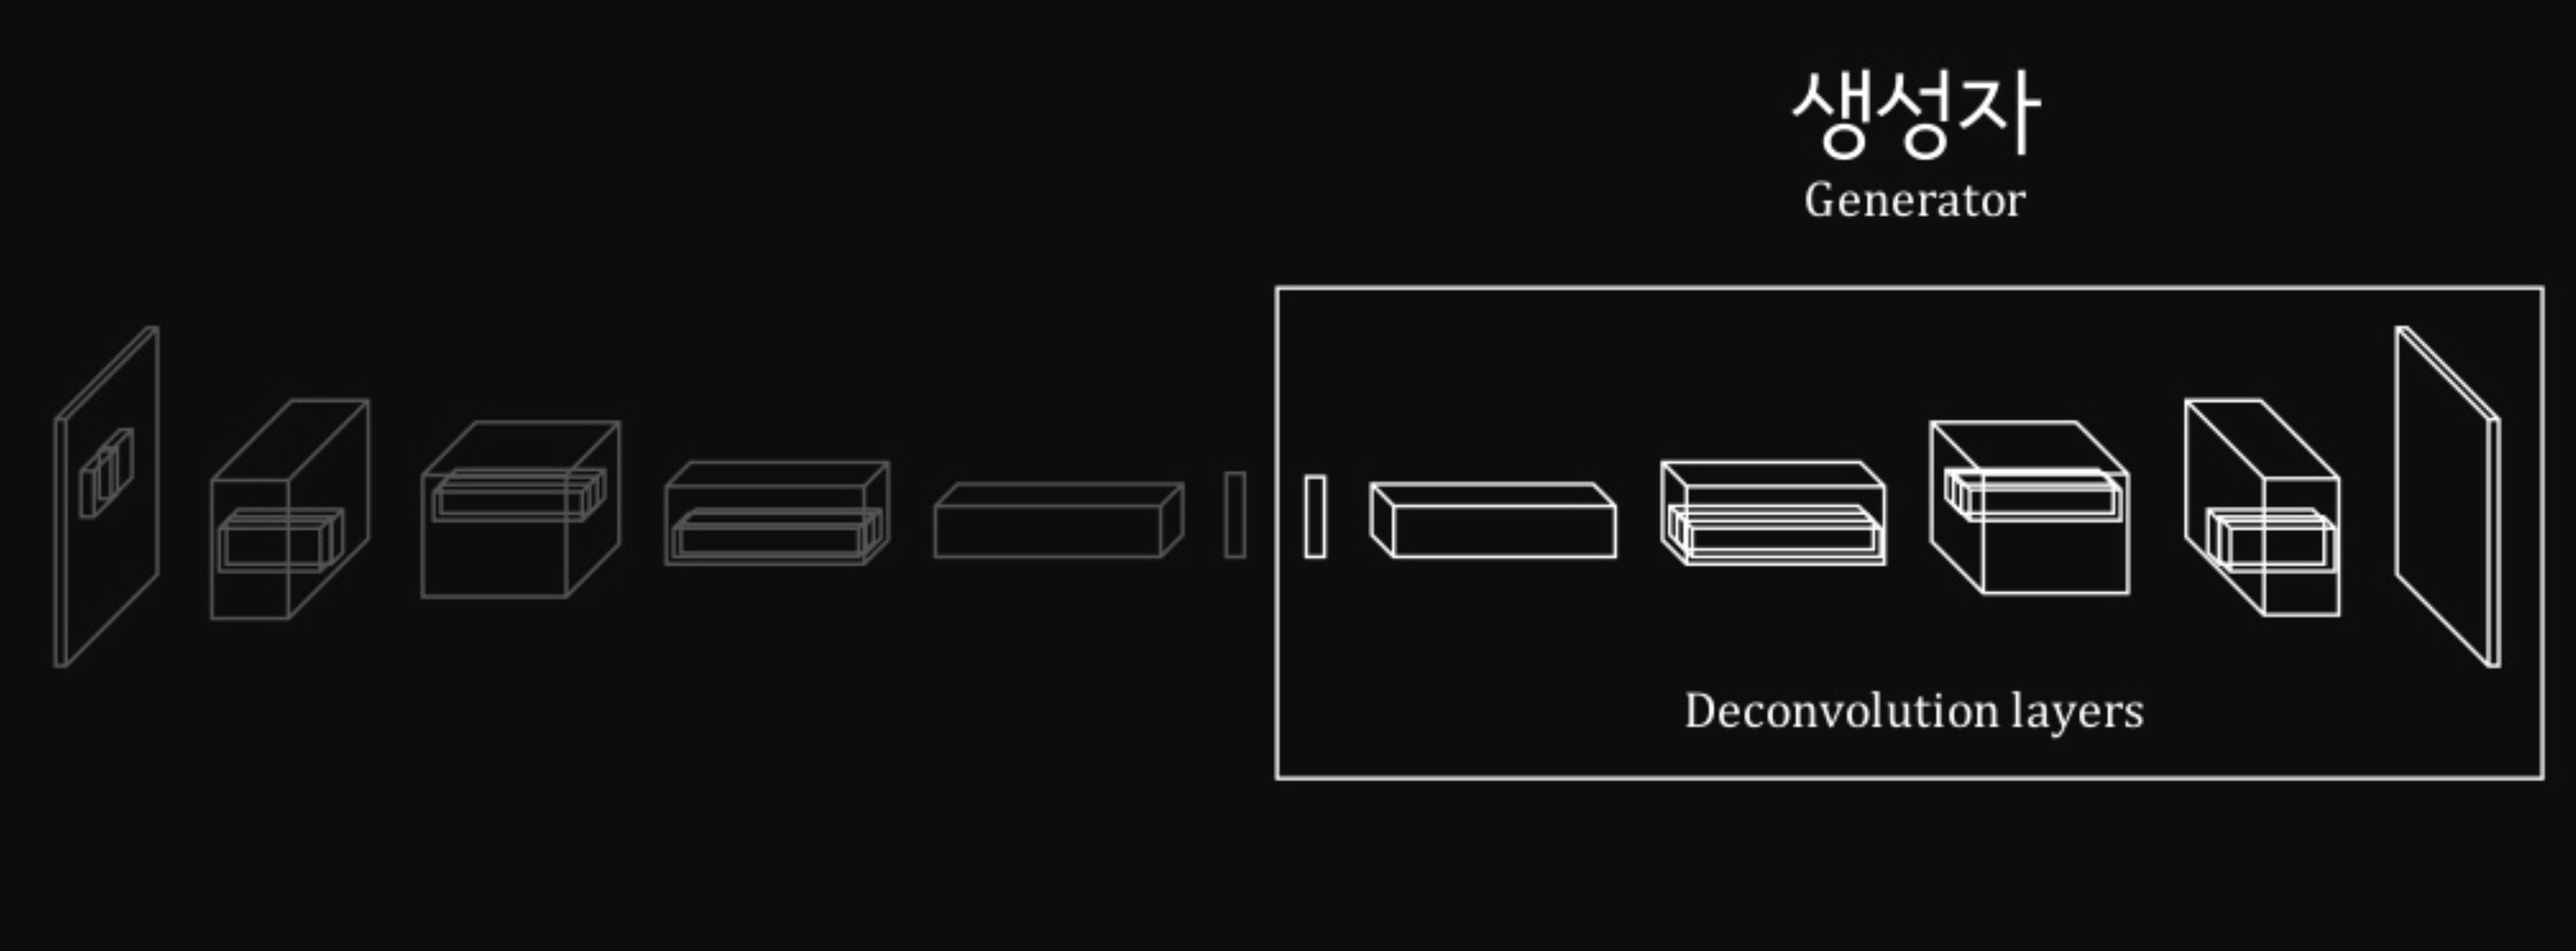 생성자
Generator
Deconvolution layers